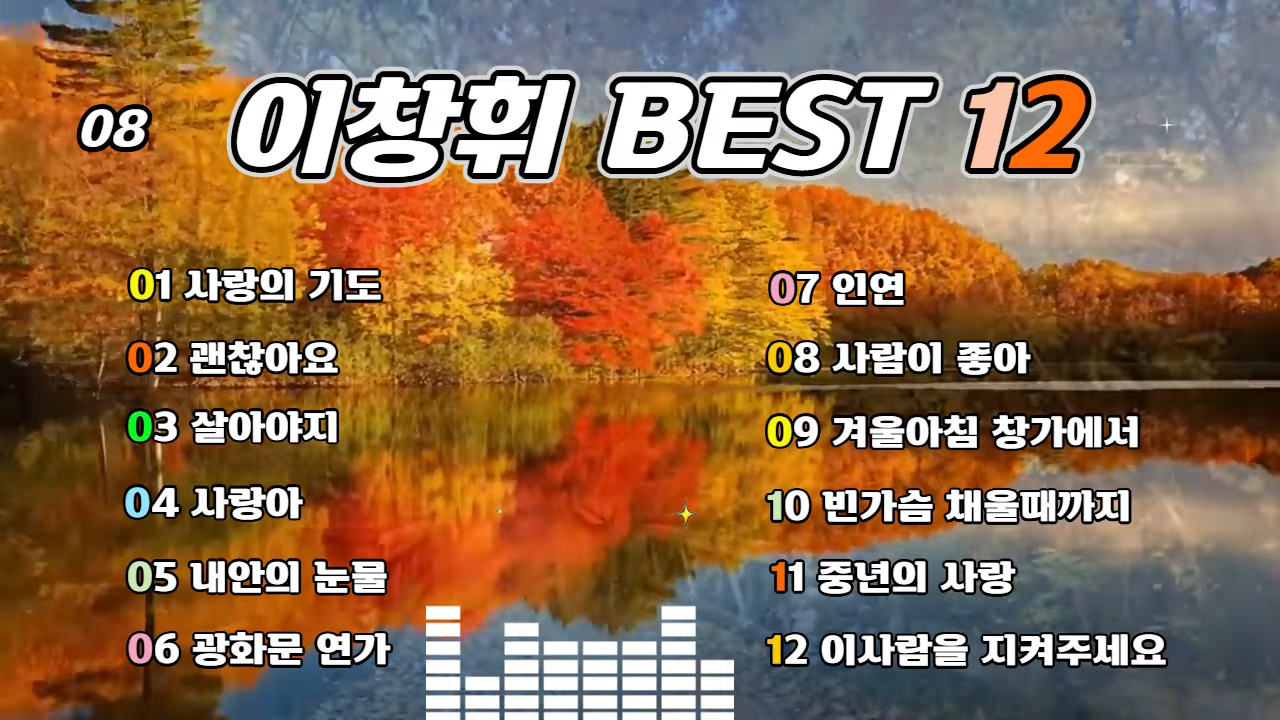 08
이창휘 BEST 12
01 사랑의 기도
02 괜찮아요
03 살아야지
04 사랑아
05 내안의 눈물
06 광화문 연가
07 인연
08 사람이 좋아
09 겨울아침 창가에서
10 빈가슴 채울때까지
11 중년의 사랑
12 이사람을 지켜주세요